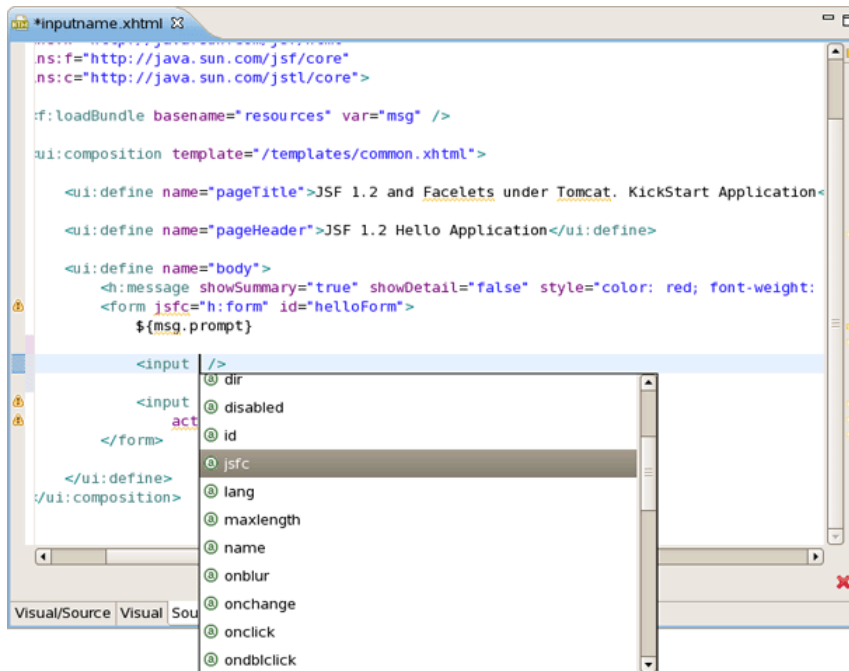 *inputname.xhtml
ns:f="http://java.sun.com/jsf/core"
ns:c="http://java.sun.com/jstl/core">
f:loadBundle basename="resources" var="msg" />
ui:composition template="/templates/common.xhtml">
<ui:define name="pageTitle">JSF 1.2 and Facelets under Tomcat. KickStart Application<
<ui:define name="pageHeader">JSF 1.2 Hello Application</ui:define>
<ui:define name="body">
<h:message showSummary="true" showDetail="false" style="color: red; font-weight:
<form jsfc="h:form" id="helloForm">
${msg.prompt}
<input />
dir
<input
disabled
act
id
</form>
jsfc
</ui:define>
lang
/ui:composition>
maxlength
name
onblur
onchange
Visual/Source Visual Sou
onclick
ondblclick